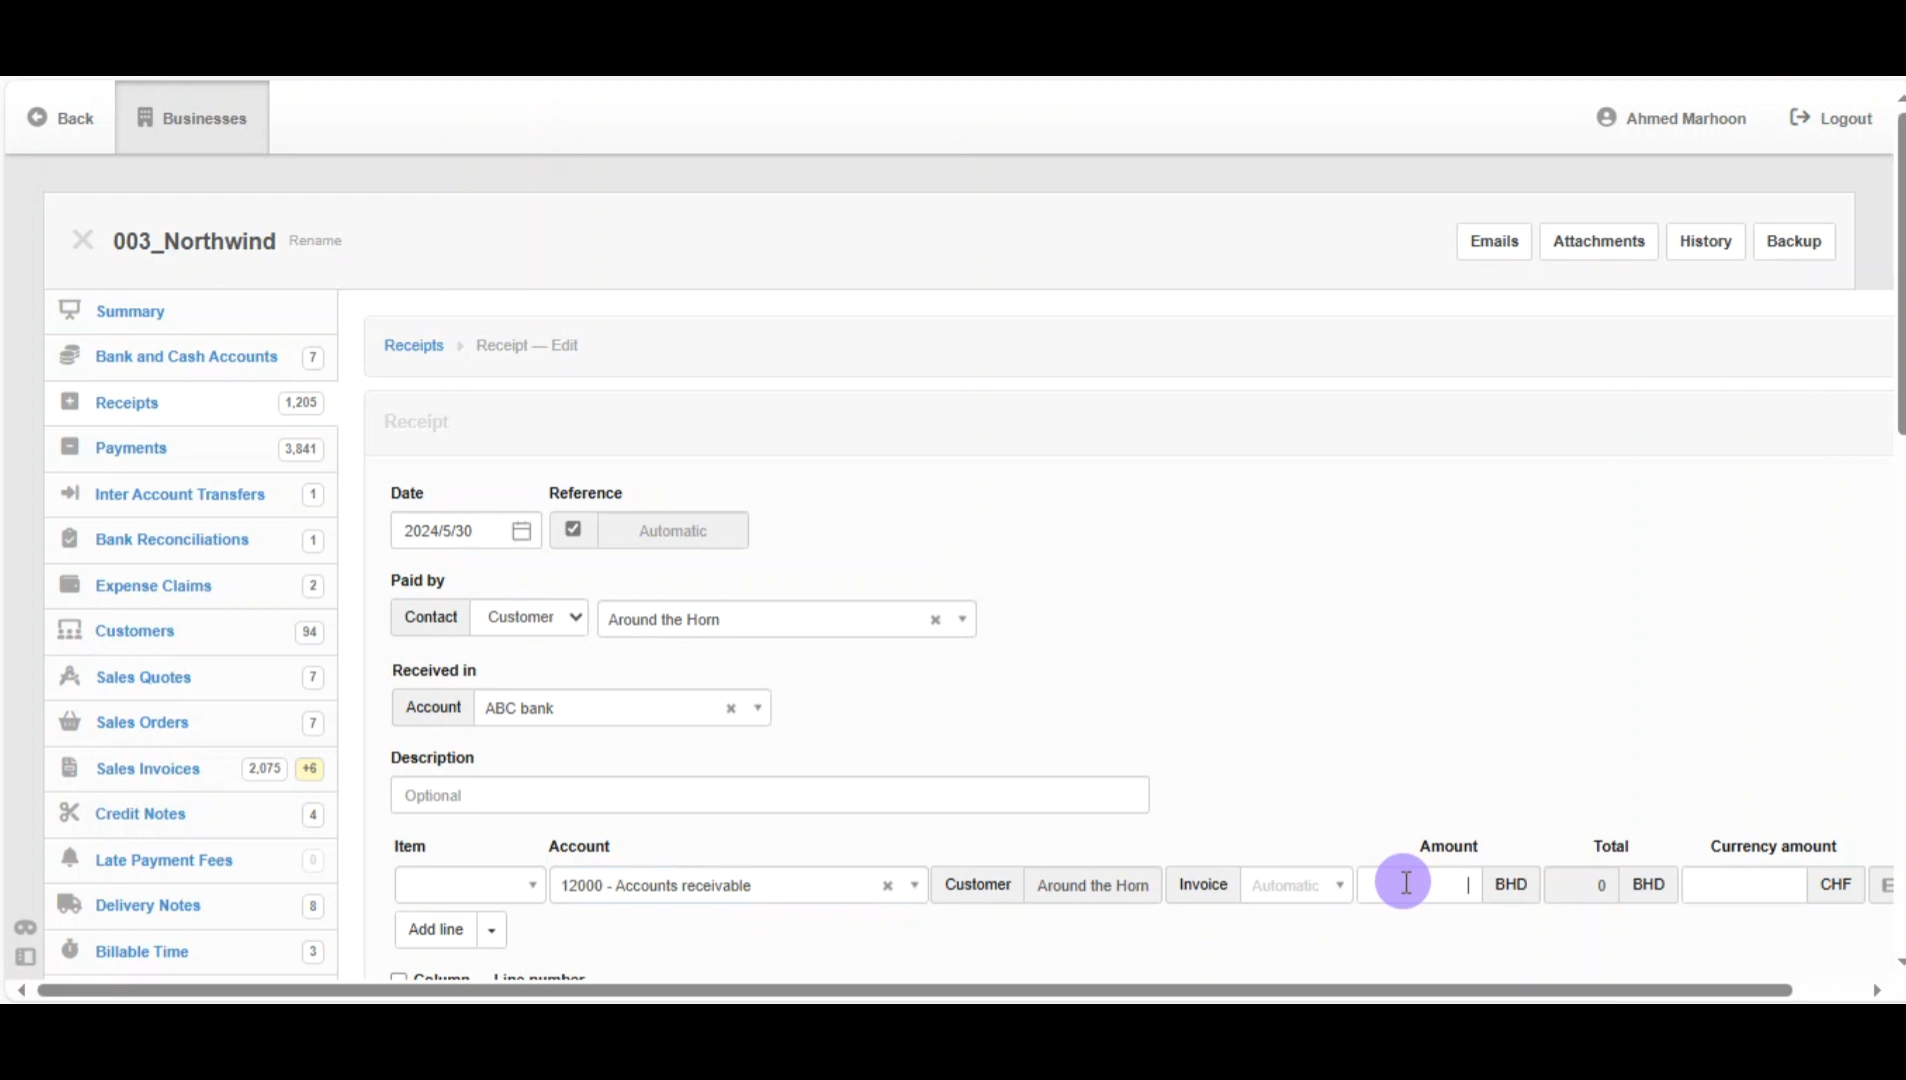 Back
Businesses
Ahmed Marhoon
Logout
003_Northwind
Rename
Emails
Attachments
History
Backup
Summary
Bank and Cash Accounts 7
Receipts 1,205
Payments 3,841
Inter Account Transfers 1
Bank Reconciliations 1
Expense Claims 2
Customers 94
Sales Quotes 7
Sales Orders 7
Sales Invoices 2,075 +6
Credit Notes 4
Late Payment Fees 0
Delivery Notes 8
Billable Time 3
Receipts
Receipt — Edit
Receipt
Date Reference
2024/5/30 Automatic
Paid by
Contact Customer Around the Horn
Received in
Account ABC bank
Description
Optional
Item Account Amount Total Currency amount
12000 - Accounts receivable Customer Around the Horn Invoice Automatic BHD 0 BHD CHF
Add line
Column Line number